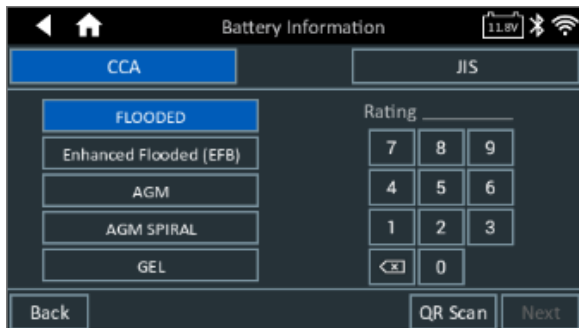 Battery Information
11.8V
CCA
JIS
FLOODED
Enhanced Flooded (EFB)
AGM
AGM SPIRAL
GEL
Rating ________
7 8 9
4 5 6
1 2 3
0
Back
QR Scan
Next